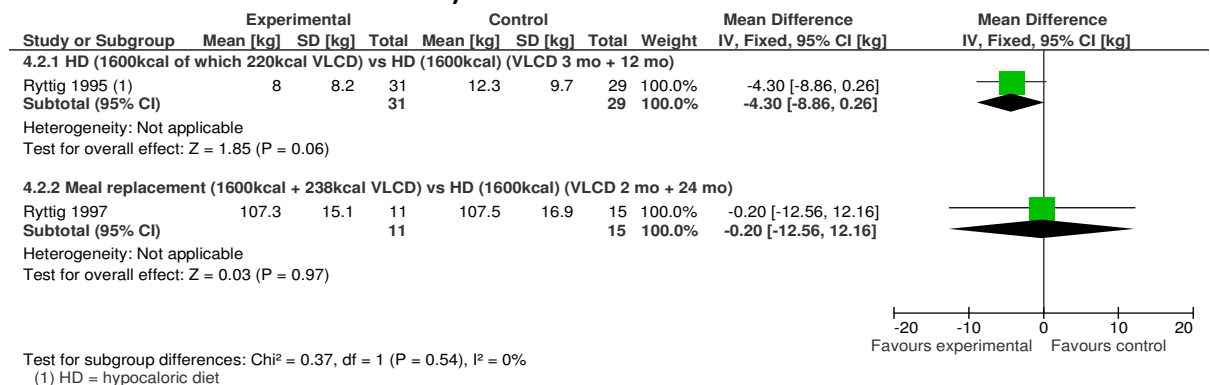 Experimental Control Mean Difference Mean Difference
Study or Subgroup Mean [kg] SD [kg] Total Mean [kg] SD [kg] Total Weight IV, Fixed, 95% CI [kg] IV, Fixed, 95% CI [kg]
4.2.1 HD (1600kcal of which 220kcal VLCD) vs HD (1600kcal) (VLCD 3 mo + 12 mo)
Ryttig 1995 (1) 8 8.2 31 12.3 9.7 29 100.0% -4.30 [-8.86, 0.26]
Subtotal (95% CI) 31 29 100.0% -4.30 [-8.86, 0.26]
Heterogeneity: Not applicable
Test for overall effect: Z = 1.85 (P = 0.06)
4.2.2 Meal replacement (1600kcal + 238kcal VLCD) vs HD (1600kcal) (VLCD 2 mo + 24 mo)
Ryttig 1997 107.3 15.1 11 107.5 16.9 15 100.0% -0.20 [-12.56, 12.16]
Subtotal (95% CI) 11 15 100.0% -0.20 [-12.56, 12.16]
Heterogeneity: Not applicable
Test for overall effect: Z = 0.03 (P = 0.97)
-20 -10 0 10 20
Favours experimental Favours control
Test for subgroup differences: Chi² = 0.37, df = 1 (P = 0.54), I² = 0%
(1) HD = hypocaloric diet